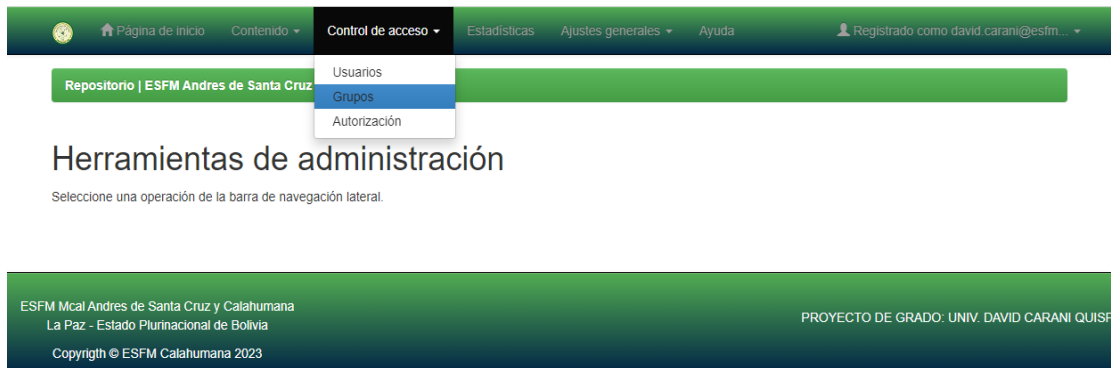 Página de inicio Contenido Control de acceso Estadísticas Ajustes generales Ayuda Registrado como david.carani@esfm...
Usuarios
Repositorio | ESFM Andres de Santa Cruz
Grupos
Autorización
Herramientas de administración
Seleccione una operación de la barra de navegación lateral.
ESFM Mcal Andres de Santa Cruz y Calahumana
La Paz - Estado Plurinacional de Bolivia
PROYECTO DE GRADO: UNIV. DAVID CARANI QUISP
Copyrigth © ESFM Calahumana 2023